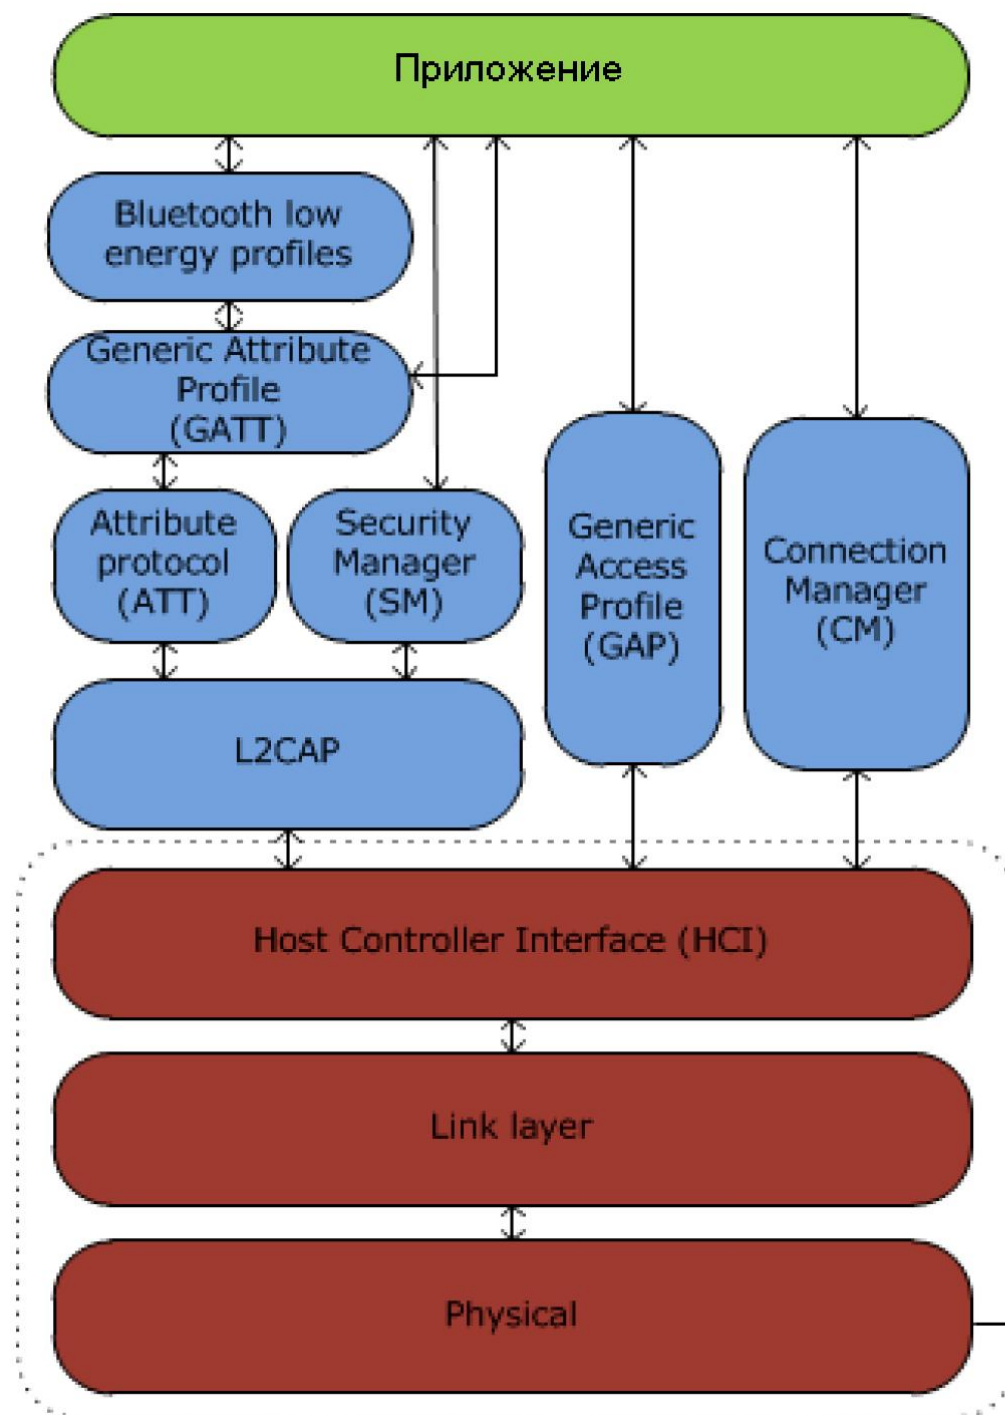 Приложение
Bluetooth low
energy profiles
Generic Attribute
Profile
(GATT)
Attribute
protocol
(ATT)
Security
Manager
(SM)
Generic
Access
Profile
(GAP)
Connection
Manager
(CM)
L2CAP
Host Controller Interface (HCI)
Link layer
Physical